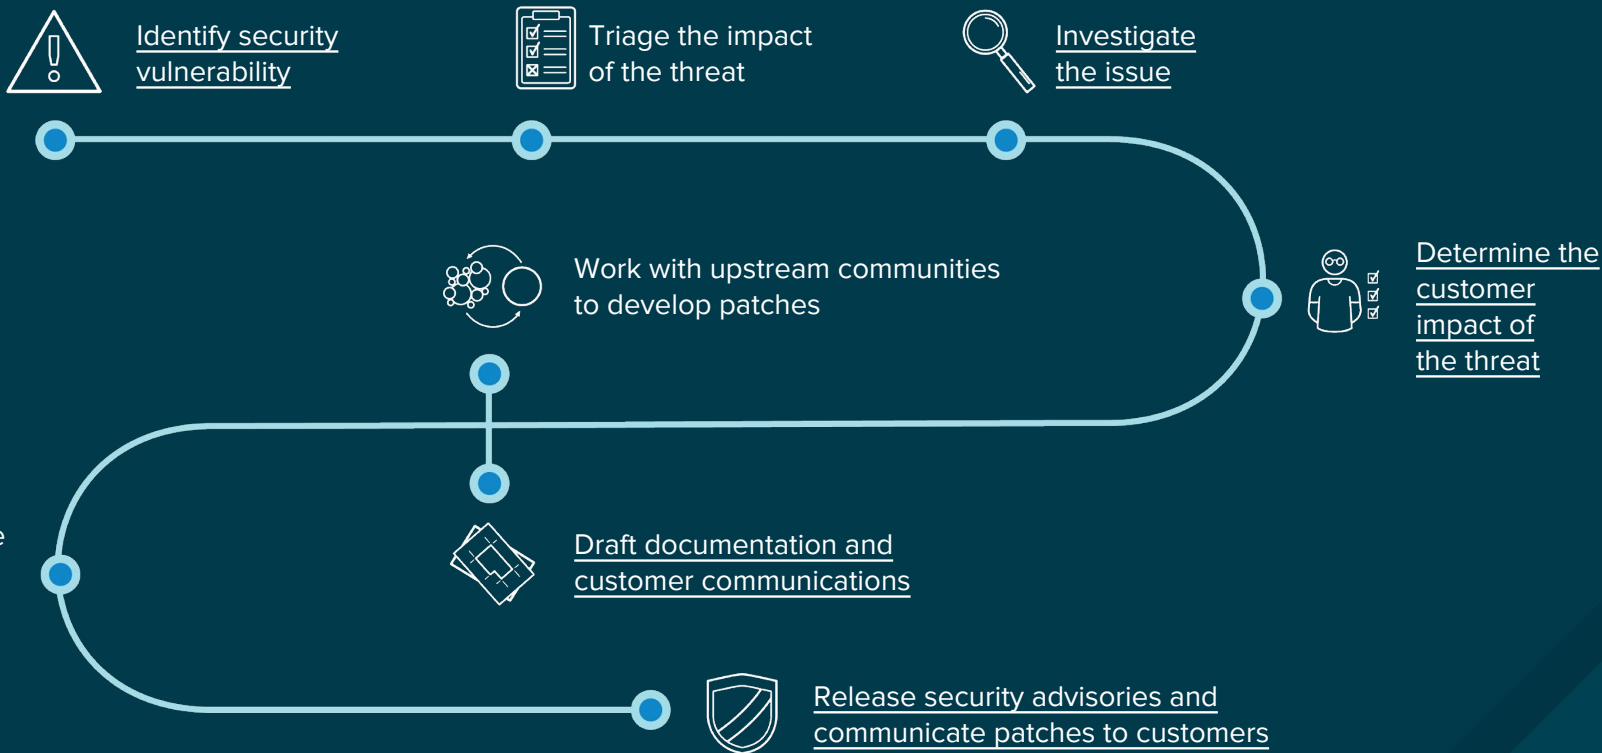 Identify security
vulnerability
Triage the impact
of the threat
Investigate
the issue
Determine the
customer
impact of
the threat
Work with upstream communities
to develop patches
Draft documentation and
customer communications
Release security advisories and
communicate patches to customers